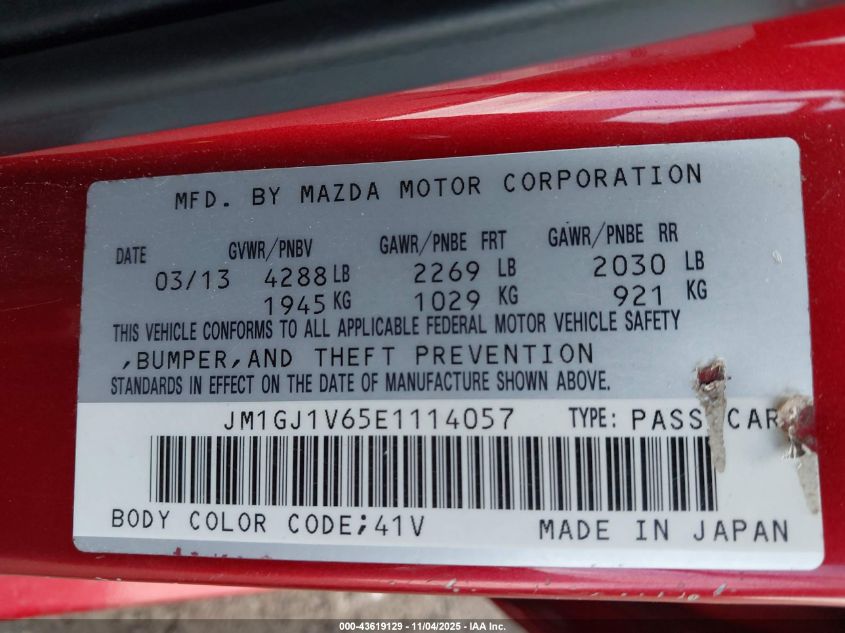 MFD. BY MAZDA MOTOR CORPORATION
DATE GVWR/PNBV GAWR/PNBE FRT GAWR/PNBE RR
03/13 4288 LB 2269 LB 2030 LB
1945 KG 1029 KG 921 KG
THIS VEHICLE CONFORMS TO ALL APPLICABLE FEDERAL MOTOR VEHICLE SAFETY
,BUMPER,AND THEFT PREVENTION
STANDARDS IN EFFECT ON THE DATE OF MANUFACTURE SHOWN ABOVE.
JM1GJ1V65E1114057 TYPE: PASS CAR
BODY COLOR CODE;41V MADE IN JAPAN
000-43619129 - 11/04/2025 - IAA Inc.